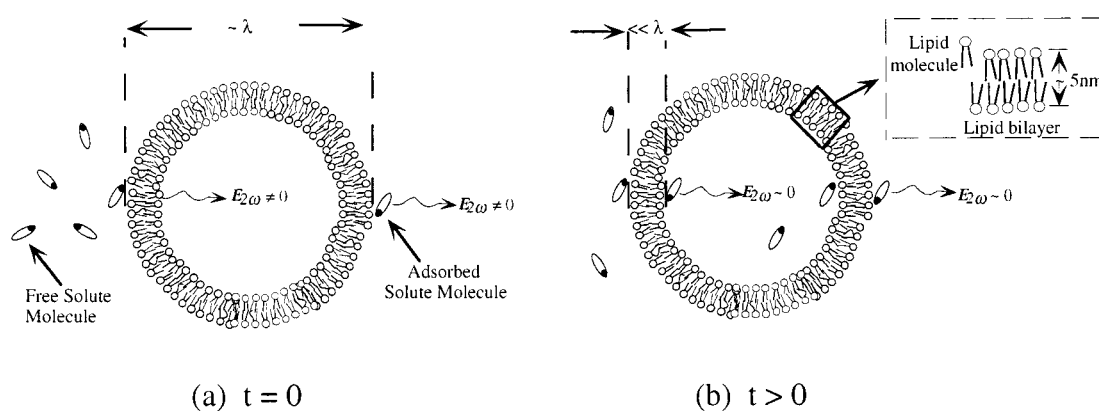 ~ λ
E2ω ≠ 0
E2ω ≠ 0
Free Solute
Molecule
Adsorbed
Solute Molecule
(a) t = 0
<< λ
Lipid
molecule
~ 5nm
Lipid bilayer
E2ω ~ 0
E2ω ~ 0
(b) t > 0